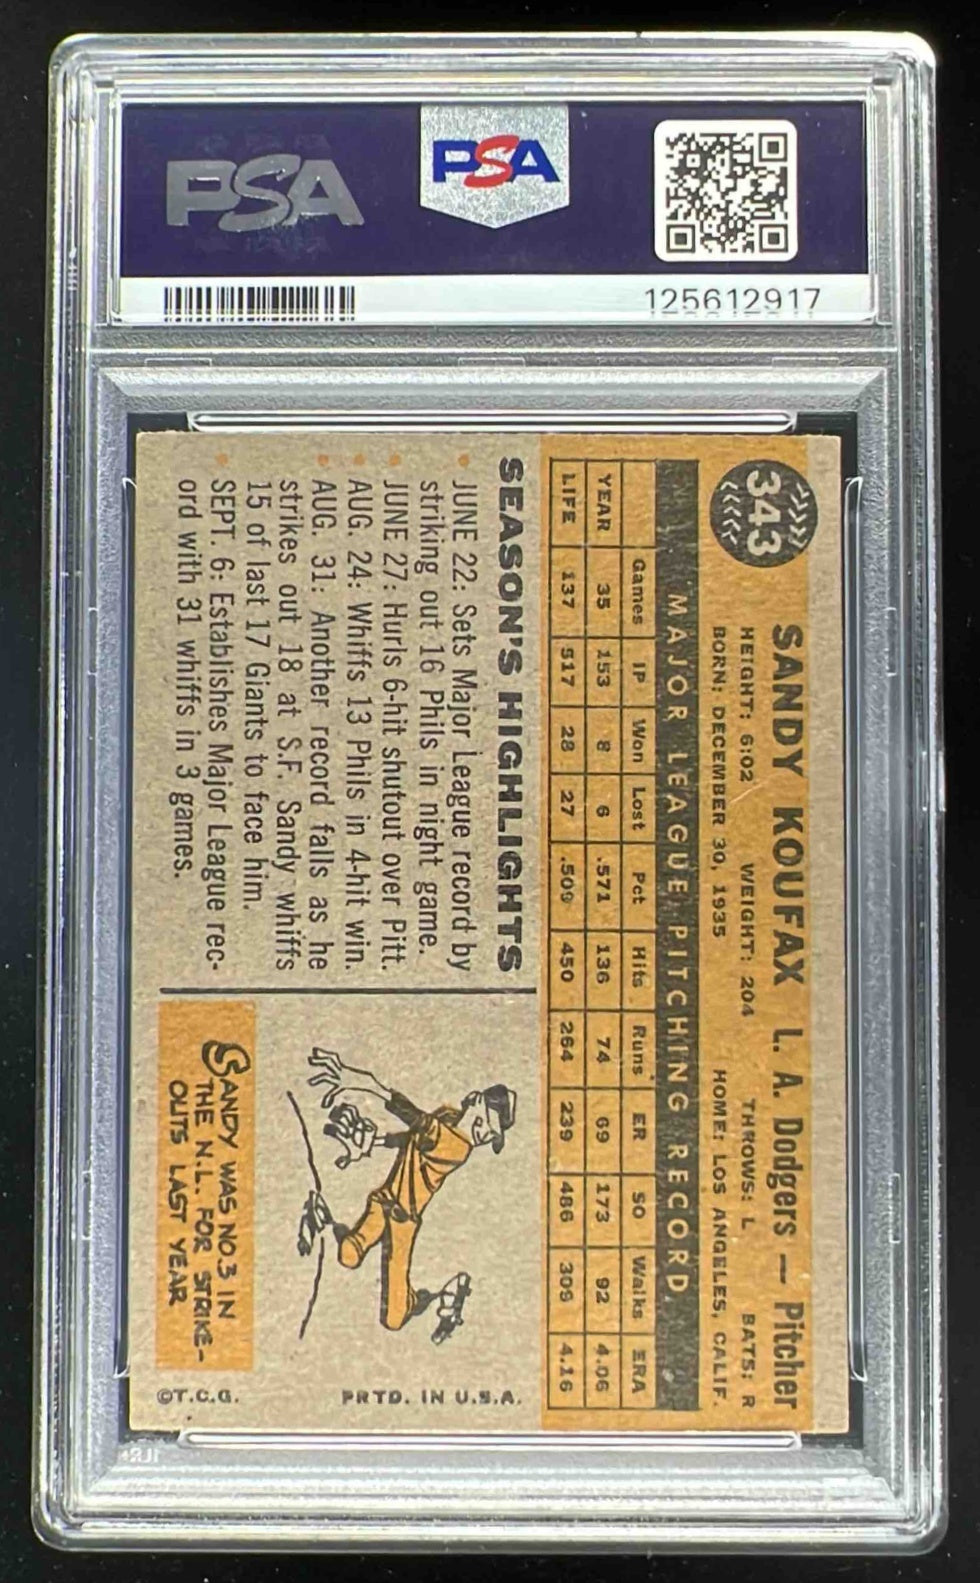 PSA
PSA
125612917
343
SANDY KOUFAX L. A. Dodgers — Pitcher
HEIGHT: 6:02 WEIGHT: 204 THROWS: L BATS: R
BORN: DECEMBER 30, 1935 HOME: LOS ANGELES, CALIF.
MAJOR LEAGUE PITCHING RECORD
Games IP Won Lost Pct Hits Runs ER SO Walks ERA
YEAR 35 153 8 6 .571 136 74 69 173 92 4.06
LIFE 137 517 28 27 .509 450 264 239 486 309 4.16
SEASON'S HIGHLIGHTS
• JUNE 22: Sets Major League record by
striking out 16 Phils in night game.
• JUNE 27: Hurls 6-hit shutout over Pitt.
• AUG. 24: Whiffs 13 Phils in 4-hit win.
• AUG. 31: Another record falls as he
strikes out 18 at S.F. Sandy whiffs
15 of last 17 Giants to face him.
• SEPT. 6: Establishes Major League rec-
ord with 31 whiffs in 3 games.
SANDY WAS NO.3 IN
THE N.L. FOR STRIKE-
OUTS LAST YEAR
©T.C.G. PRTD. IN U.S.A.